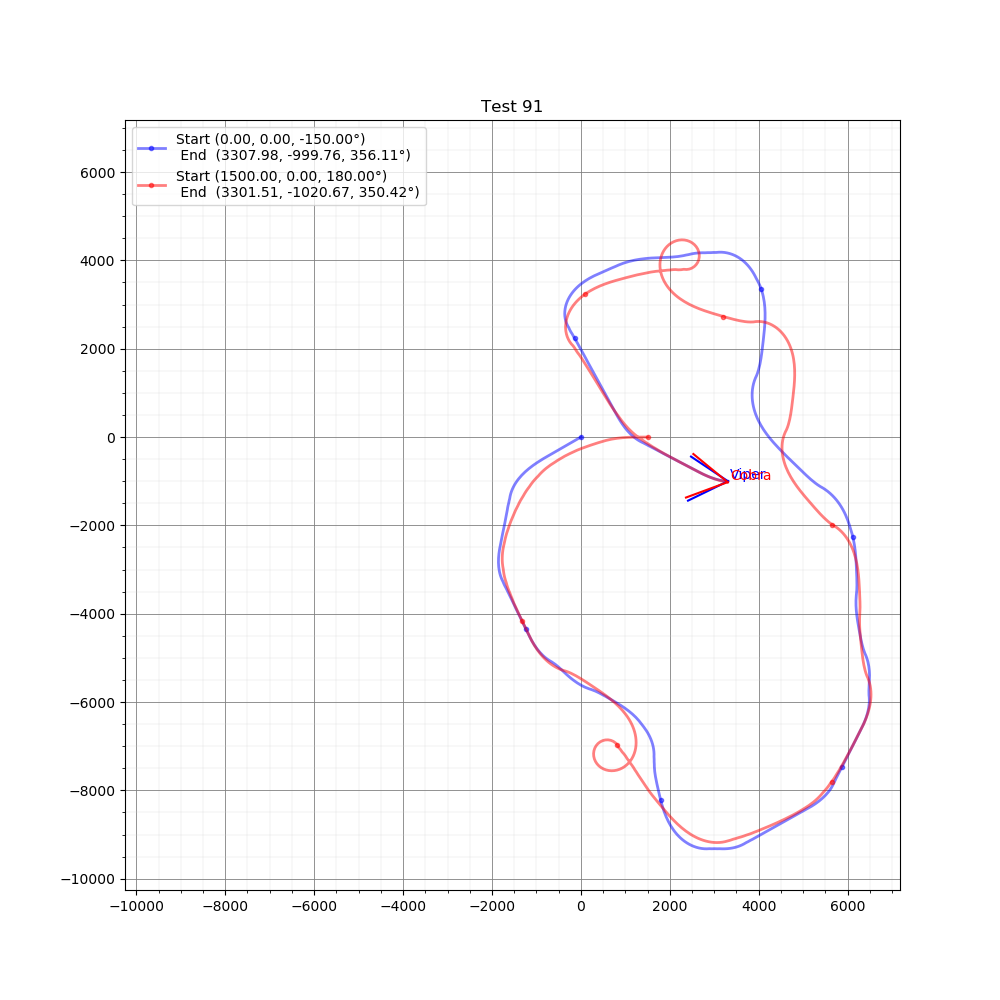 Test 91
Start (0.00, 0.00, -150.00°)
End (3307.98, -999.76, 356.11°)
Start (1500.00, 0.00, 180.00°)
End (3301.51, -1020.67, 350.42°)
6000
4000
2000
0
−2000
−4000
−6000
−8000
−10000
−10000 −8000 −6000 −4000 −2000 0 2000 4000 6000